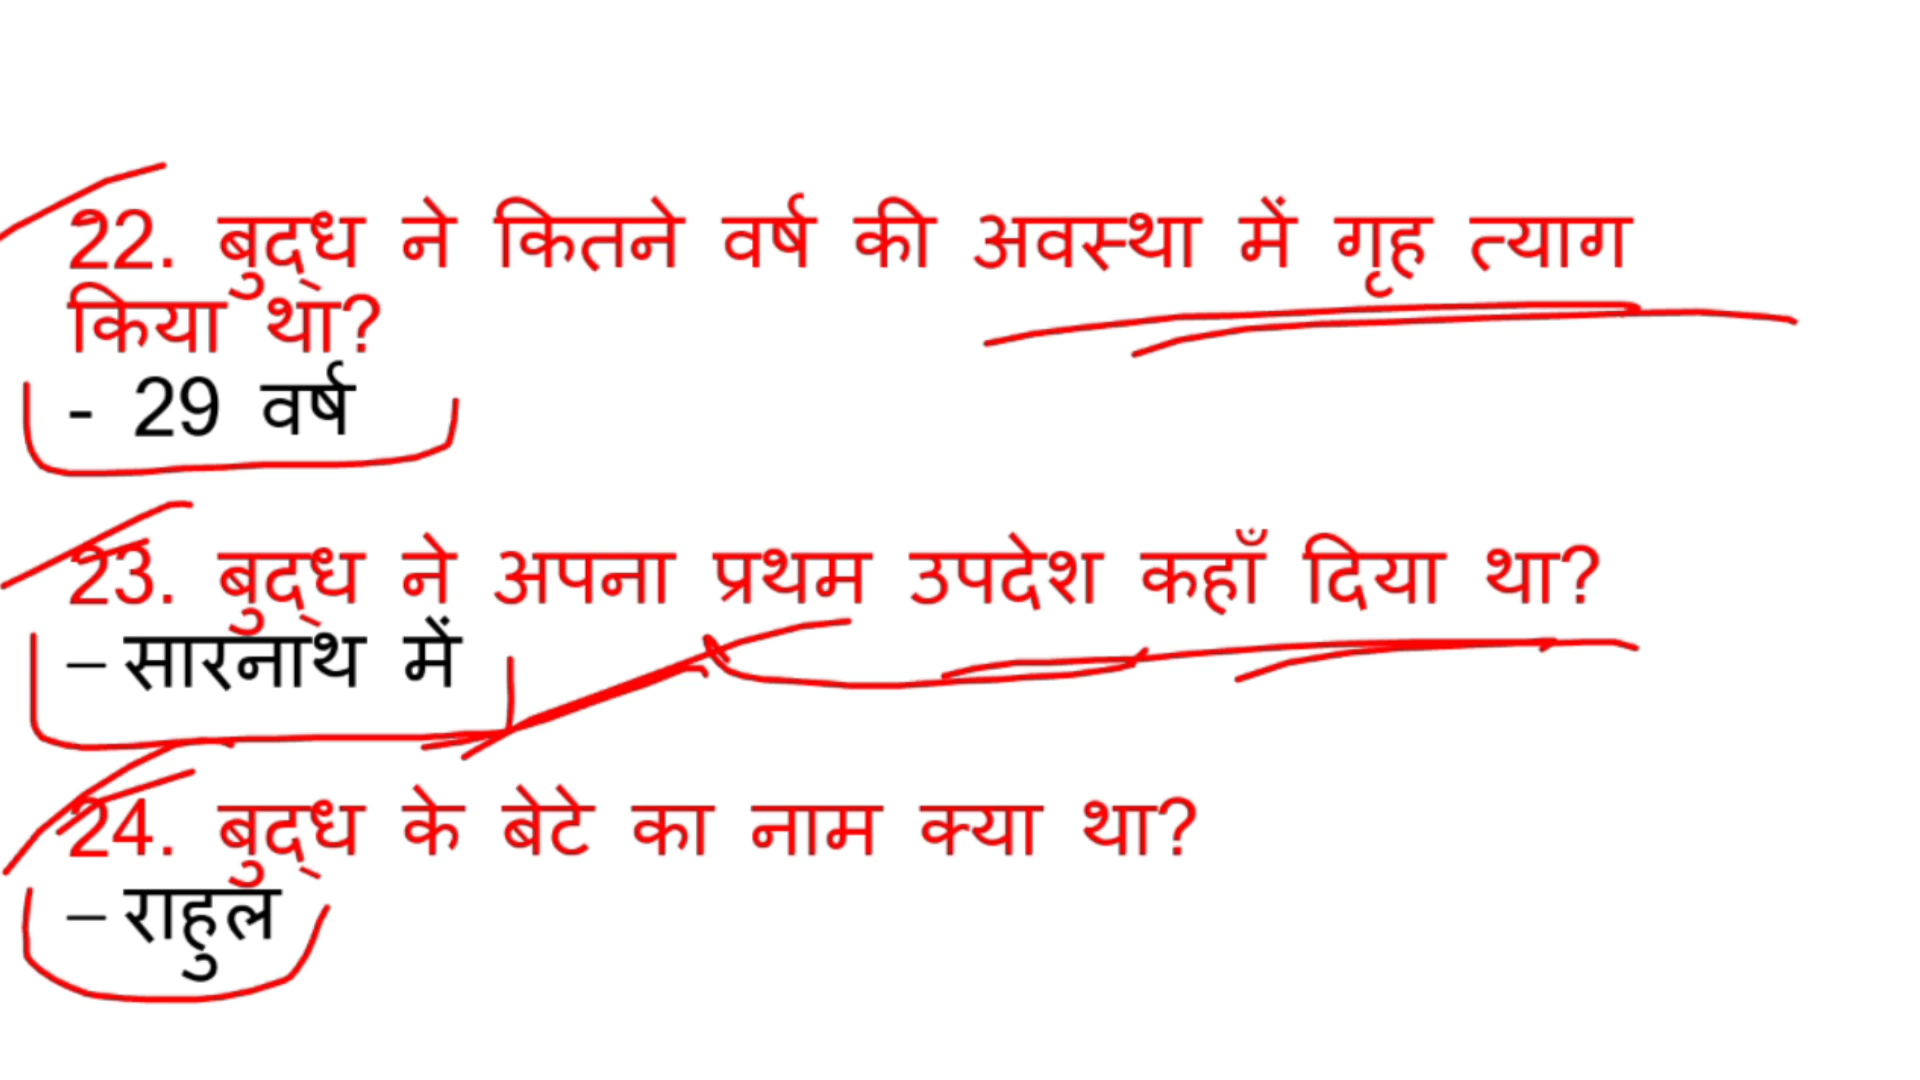 22. बुद्ध ने कितने वर्ष की अवस्था में गृह त्याग
किया था?
- 29 वर्ष
23. बुद्ध ने अपना प्रथम उपदेश कहाँ दिया था?
– सारनाथ में
24. बुद्ध के बेटे का नाम क्या था?
– राहुल